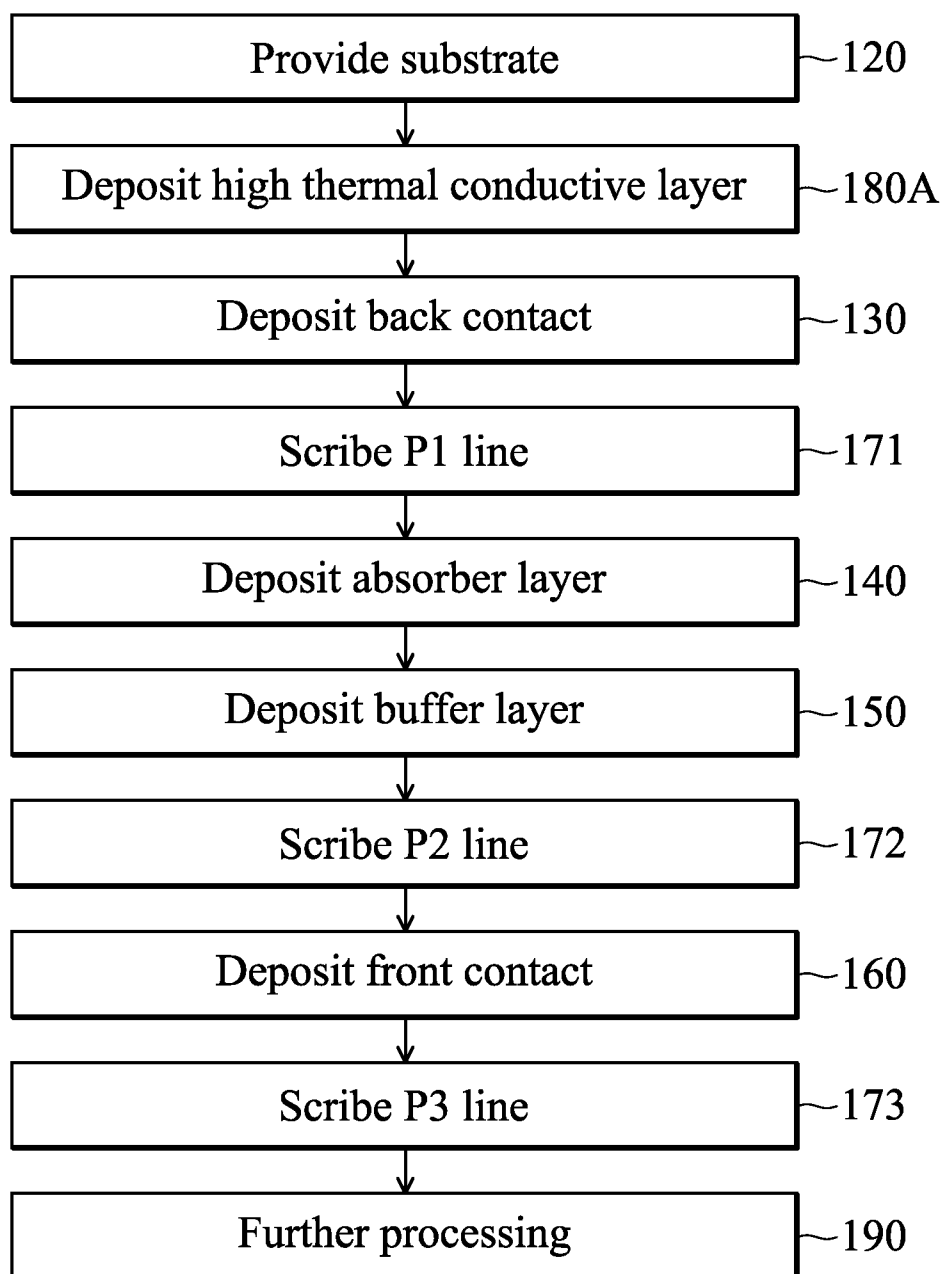 Provide substrate 120
Deposit high thermal conductive layer 180A
Deposit back contact 130
Scribe P1 line 171
Deposit absorber layer 140
Deposit buffer layer 150
Scribe P2 line 172
Deposit front contact 160
Scribe P3 line 173
Further processing 190